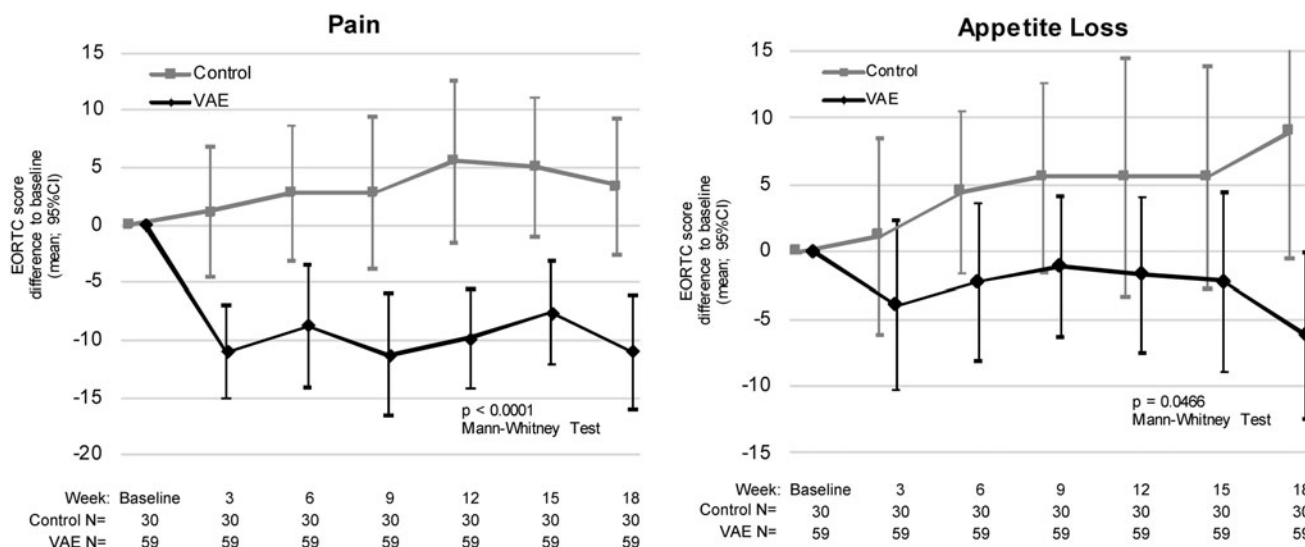 Pain
15
10
5
0
-5
-10
-15
-20
EORTC score
difference to baseline
(mean; 95%CI)
Control
VAE
p < 0.0001
Mann-Whitney Test
Week: Baseline 3 6 9 12 15 18
Control N= 30 30 30 30 30 30 30
VAE N= 59 59 59 59 59 59 59
Appetite Loss
15
10
5
0
-5
-10
-15
EORTC score
difference to baseline
(mean; 95%CI)
Control
VAE
p = 0.0466
Mann-Whitney Test
Week: Baseline 3 6 9 12 15 18
Control N= 30 30 30 30 30 30 30
VAE N= 59 59 59 59 59 59 59